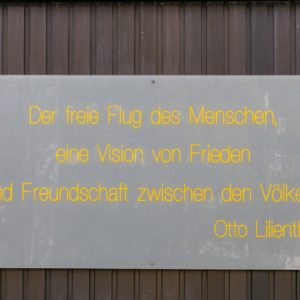 Der freie Flug des Menschen,
eine Vision von Frieden
nd Freundschaft zwischen den Völke
Otto Lilienth